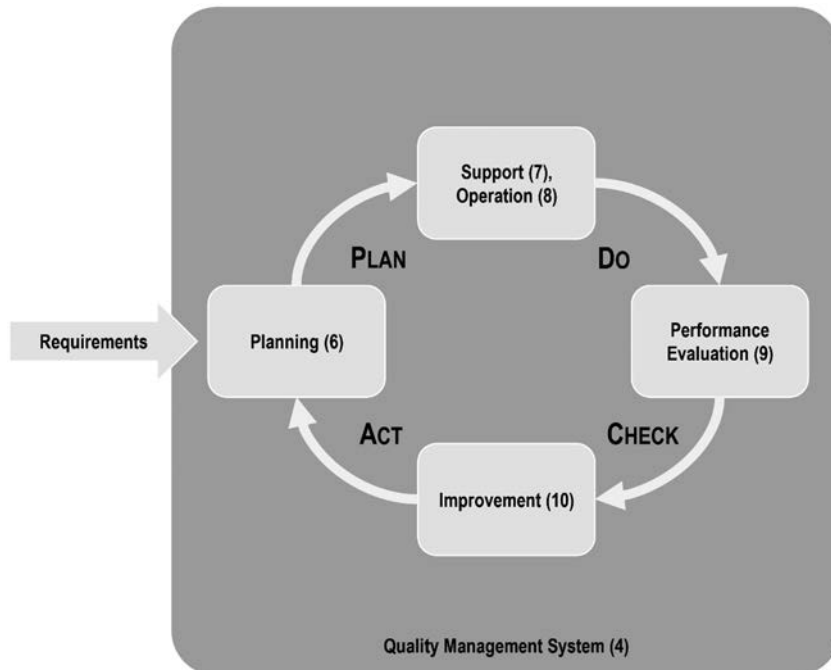 Support (7),
Operation (8)
PLAN
DO
Requirements
Planning (6)
Performance
Evaluation (9)
ACT
CHECK
Improvement (10)
Quality Management System (4)